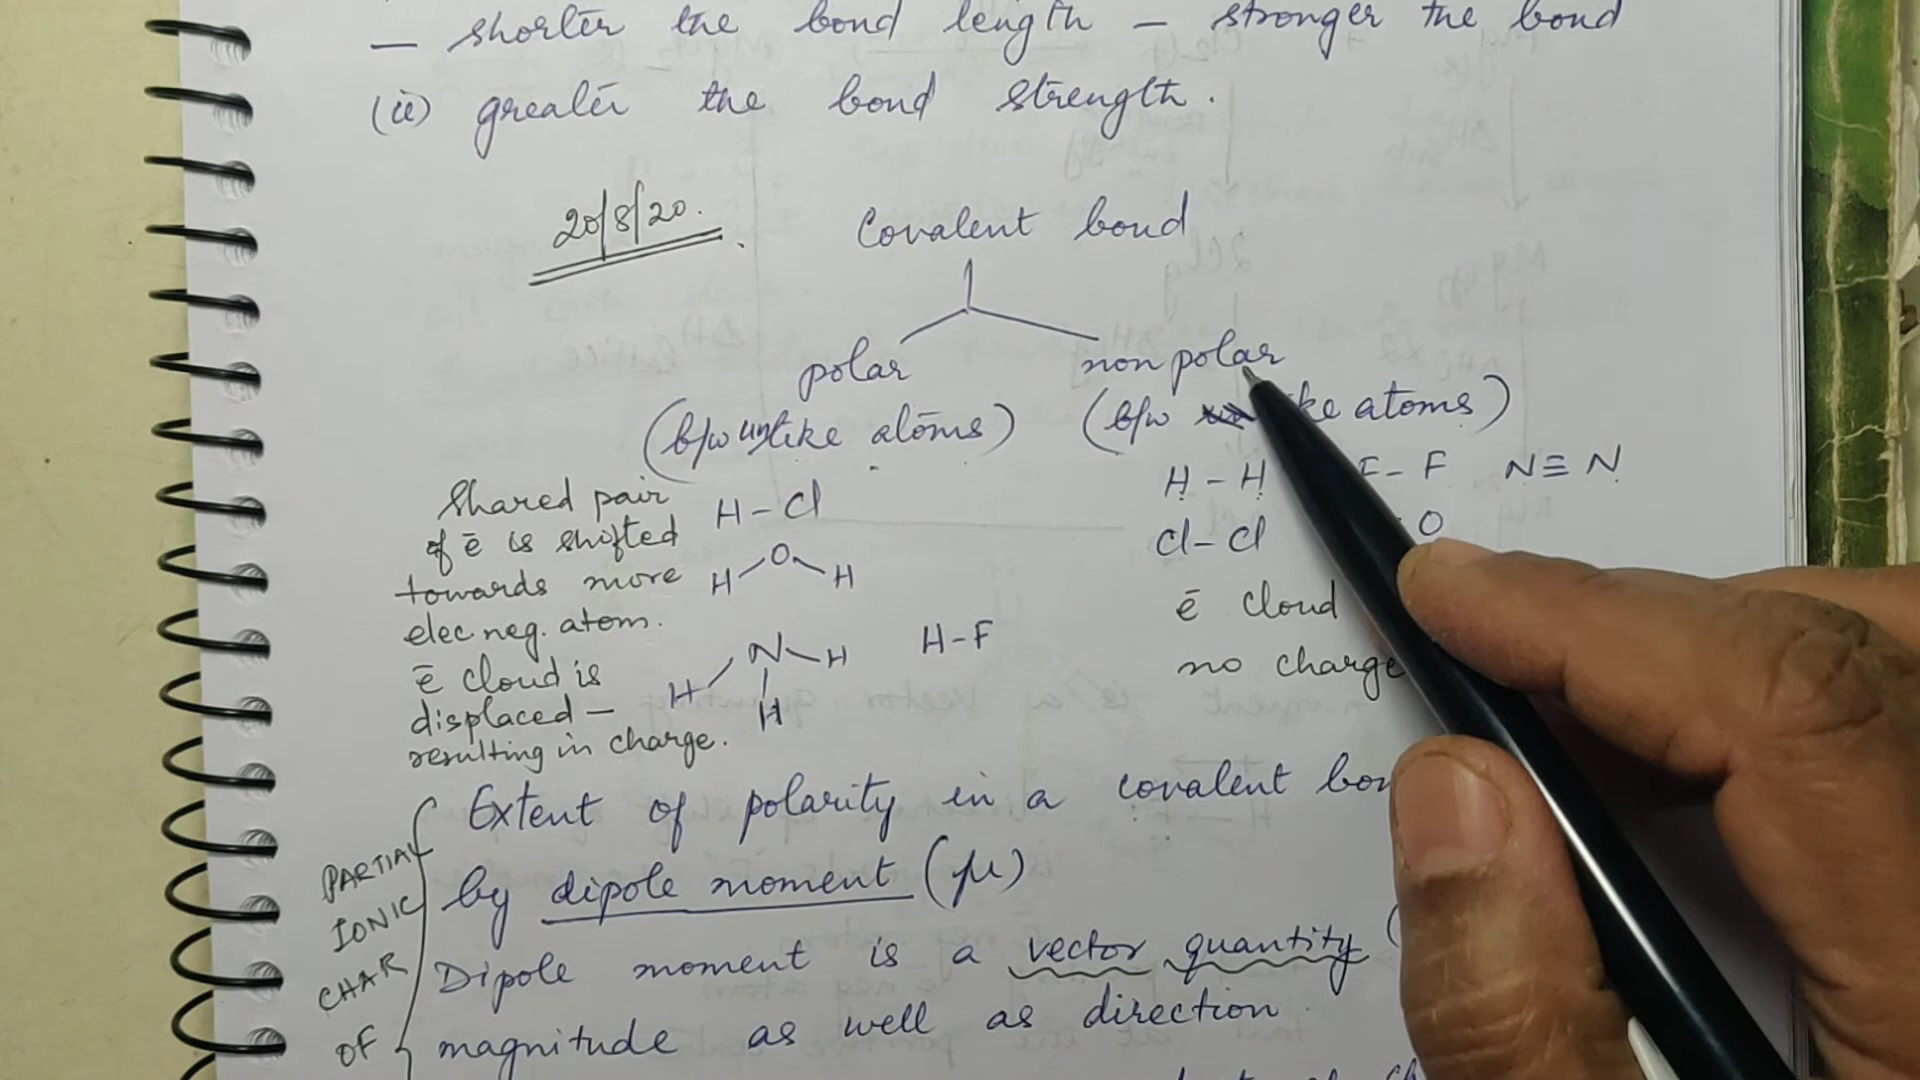 — shorter the bond length — stronger the bond
(ii) greater the bond strength.
20/8/20.
Covalent bond
polar
non polar
(b/w unlike atoms)
(b/w like atoms)
Shared pair
of ē is shifted
towards more
elec neg. atom.
ē cloud is
displaced —
resulting in charge.
H - Cl
O
H H
N H
H
H
H - F
H - H F - F N ≡ N
Cl - Cl O
ē cloud
no charge
Extent of polarity in a covalent
by dipole moment (μ)
Dipole moment is a vector quantity (
magnitude as well as direction.
PARTIAL
IONIC
CHAR
OF